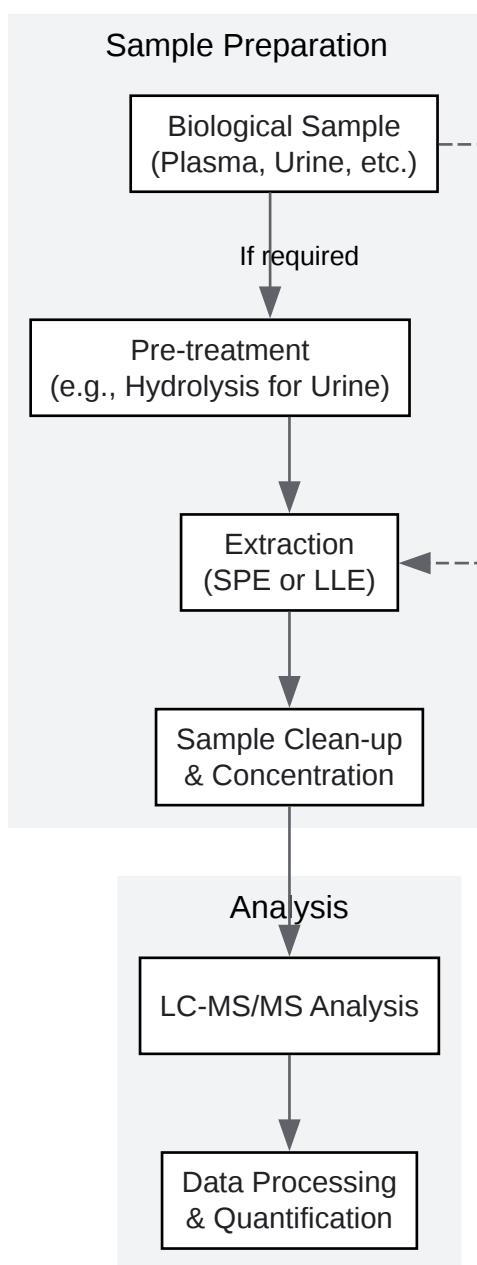 Sample Preparation
Biological Sample
(Plasma, Urine, etc.)
If required
Pre-treatment
(e.g., Hydrolysis for Urine)
Extraction
(SPE or LLE)
Sample Clean-up
& Concentration
Analysis
LC-MS/MS Analysis
Data Processing
& Quantification